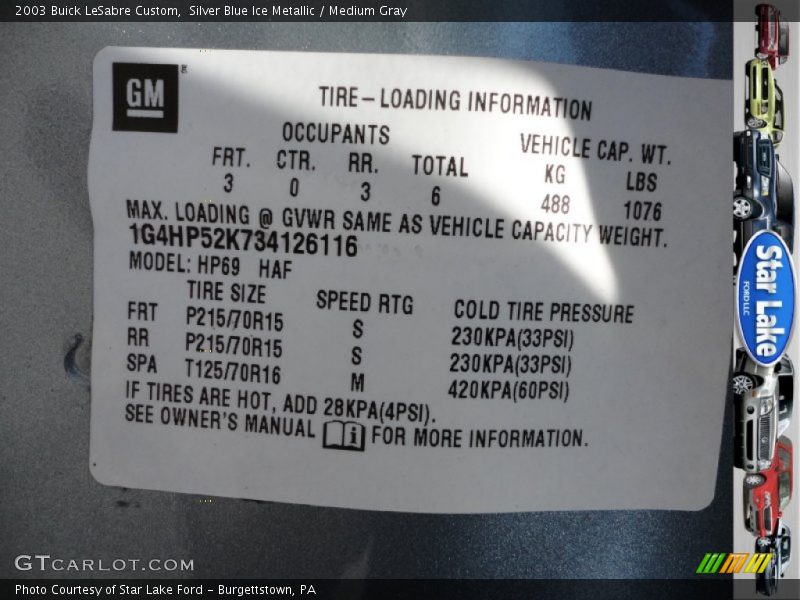 2003 Buick LeSabre Custom, Silver Blue Ice Metallic / Medium Gray
GM
TIRE-LOADING INFORMATION
OCCUPANTS VEHICLE CAP. WT.
FRT. CTR. RR. TOTAL KG LBS
3 0 3 6 488 1076
MAX. LOADING @ GVWR SAME AS VEHICLE CAPACITY WEIGHT.
1G4HP52K734126116
MODEL: HP69 HAF
TIRE SIZE SPEED RTG COLD TIRE PRESSURE
FRT P215/70R15 S 230KPA(33PSI)
RR P215/70R15 S 230KPA(33PSI)
SPA T125/70R16 M 420KPA(60PSI)
IF TIRES ARE HOT, ADD 28KPA(4PSI).
SEE OWNER'S MANUAL i FOR MORE INFORMATION.
Star Lake
FORD LLC
GTCARLOT.COM
Photo Courtesy of Star Lake Ford - Burgettstown, PA